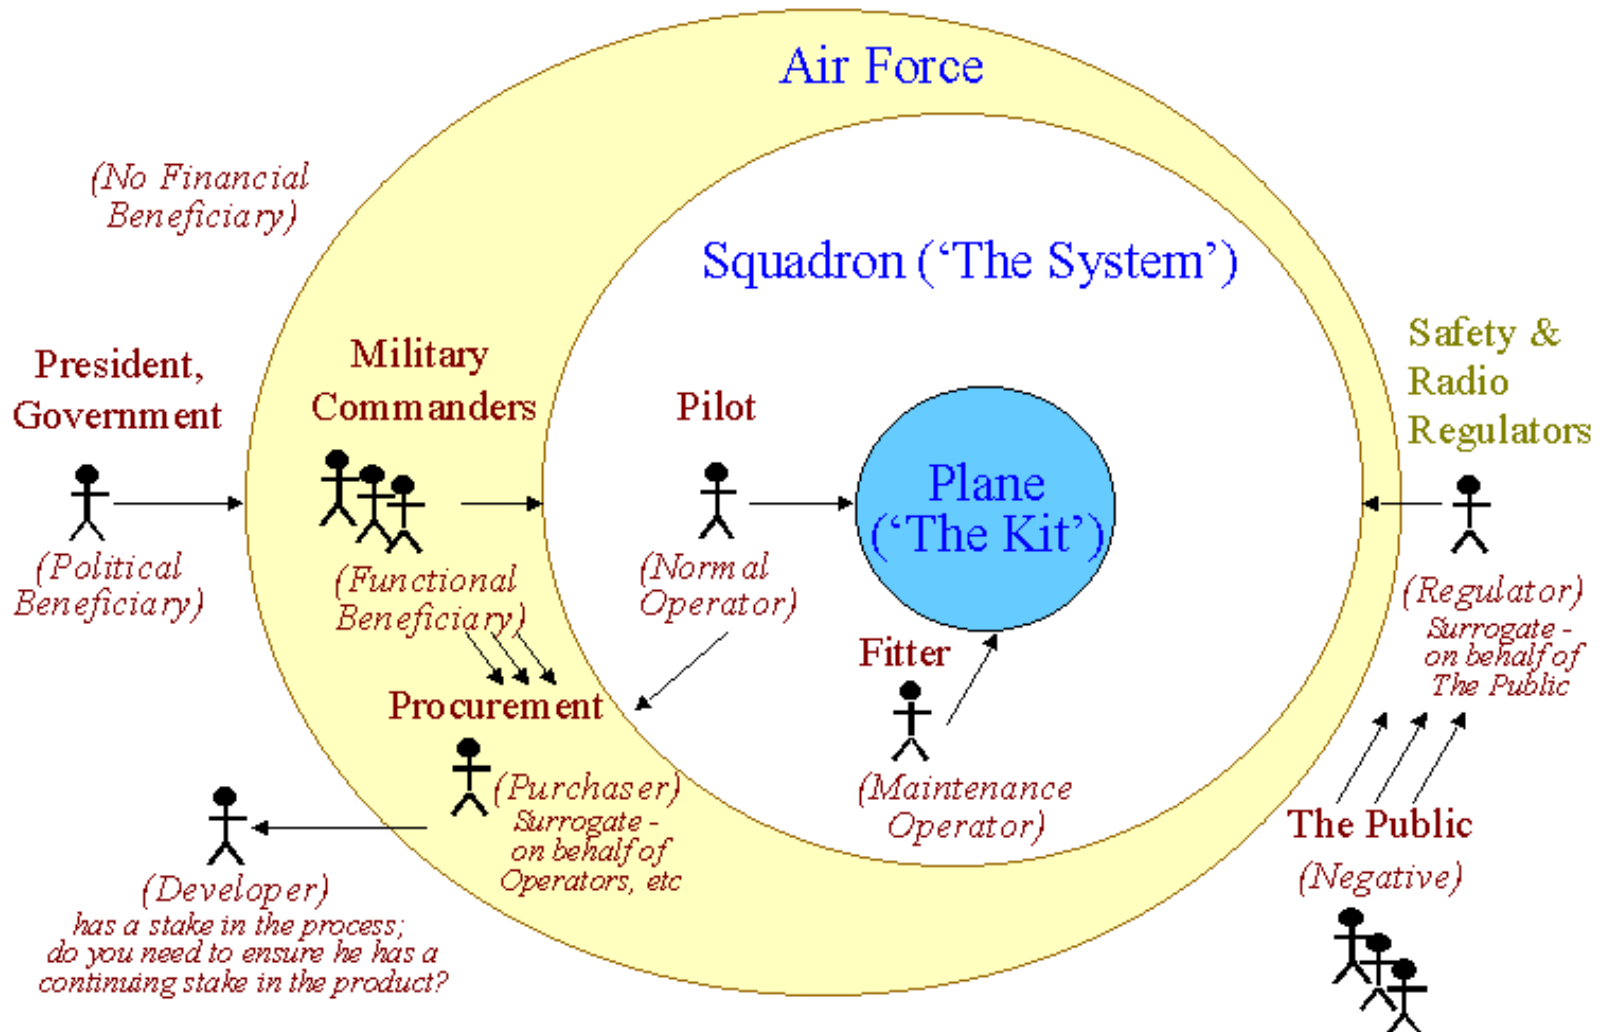 Air Force
(No Financial
Beneficiary)
Squadron (‘The System’)
President,
Government
(Political
Beneficiary)
Military
Commanders
(Functional
Beneficiary)
Pilot
(Normal
Operator)
Plane
(‘The Kit’)
Safety &
Radio
Regulators
(Regulator)
Surrogate -
on behalf of
The Public
Fitter
(Maintenance
Operator)
Procurement
(Purchaser)
Surrogate -
on behalf of
Operators, etc
(Developer)
has a stake in the process;
do you need to ensure he has a
continuing stake in the product?
The Public
(Negative)